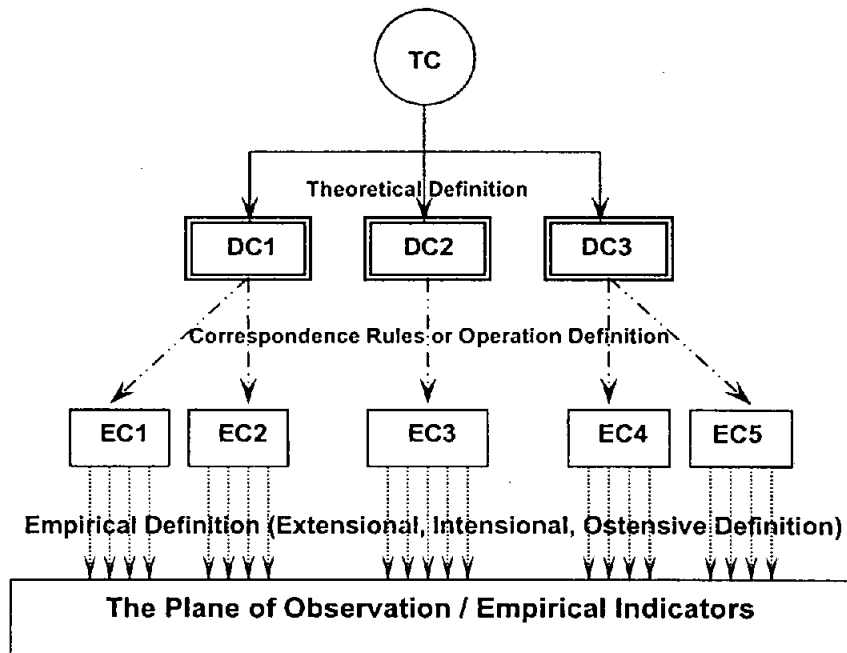 TC
Theoretical Definition
DC1 DC2 DC3
Correspondence Rules or Operation Definition
EC1 EC2 EC3 EC4 EC5
Empirical Definition (Extensional, Intensional, Ostensive Definition)
The Plane of Observation / Empirical Indicators